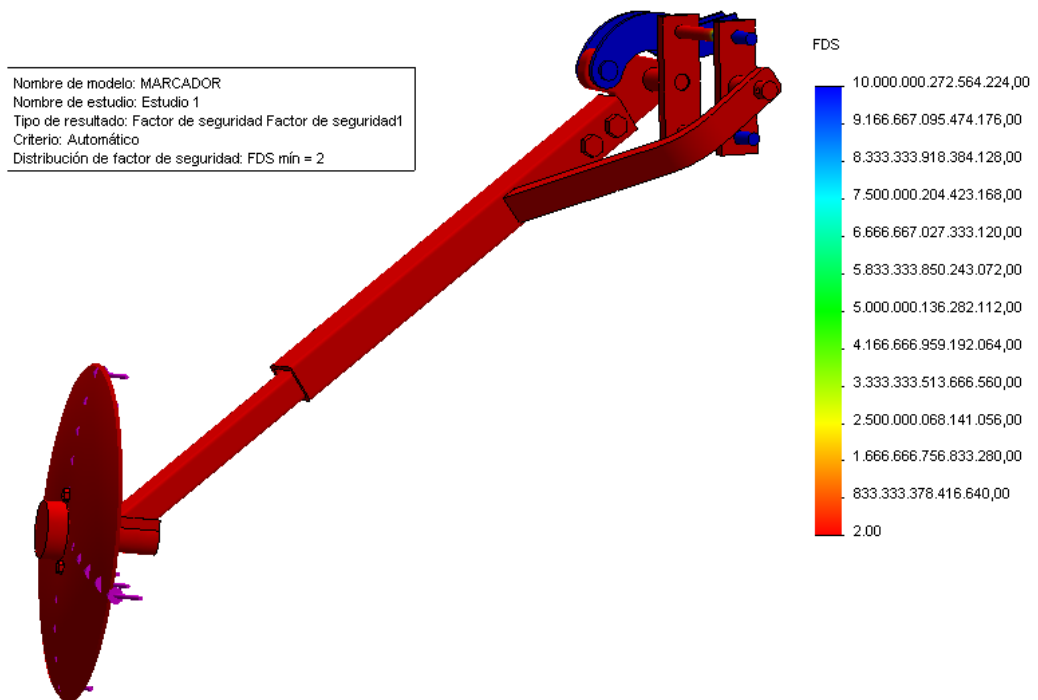 Nombre de modelo: MARCADOR
Nombre de estudio: Estudio 1
Tipo de resultado: Factor de seguridad Factor de seguridad1
Criterio: Automático
Distribución de factor de seguridad: FDS mín = 2
FDS
10.000.000.272.564.224,00
9.166.667.095.474.176,00
8.333.333.918.384.128,00
7.500.000.204.423.168,00
6.666.667.027.333.120,00
5.833.333.850.243.072,00
5.000.000.136.282.112,00
4.166.666.959.192.064,00
3.333.333.513.666.560,00
2.500.000.068.141.056,00
1.666.666.756.833.280,00
833.333.378.416.640,00
2.00